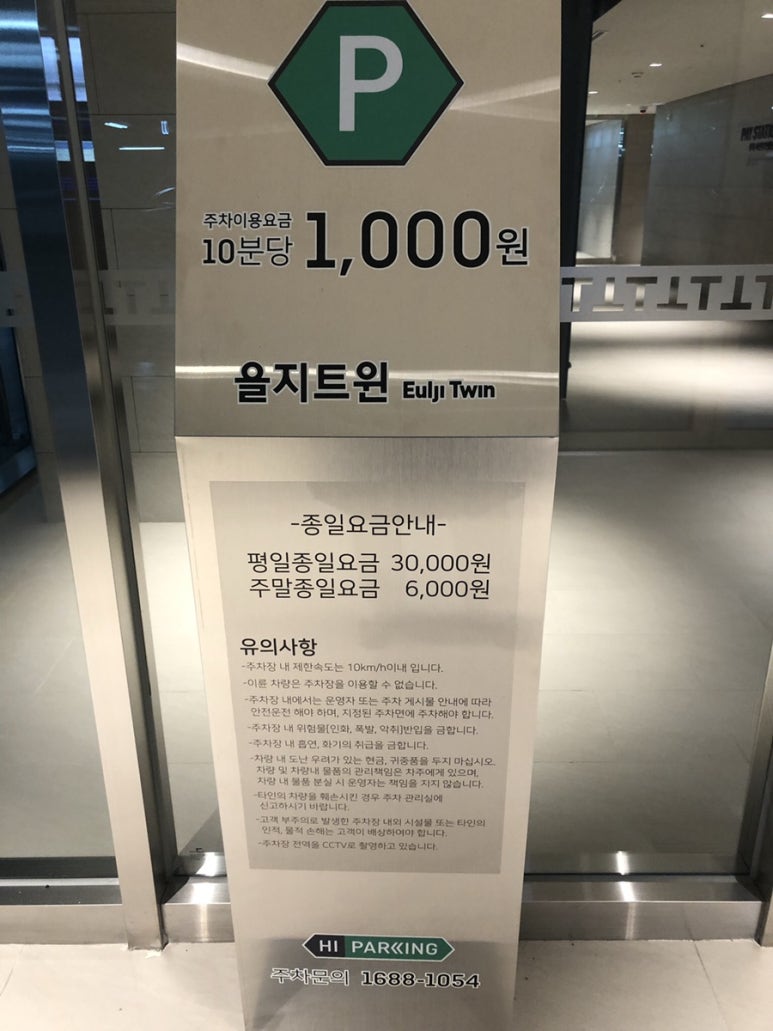 P
주차이용요금
10분당 1,000원
을지트윈 Eulji Twin
-종일요금안내-
평일종일요금 30,000원
주말종일요금 6,000원
유의사항
-주차장 내 제한속도는 10km/h이내 입니다.
-이륜 차량은 주차장을 이용할 수 없습니다.
-주차장 내에서는 운영자 또는 주차 게시물 안내에 따라
안전운전 해야 하며, 지정된 주차면에 주차해야 합니다.
-주차장 내 위험물[인화, 폭발, 악취]반입을 금합니다.
-주차장 내 흡연, 화기의 취급을 금합니다.
-차량 내 도난 우려가 있는 현금, 귀중품을 두지 마십시오.
차량 및 차량내 물품의 관리책임은 차주에게 있으며,
차량 내 물품 분실 시 운영자는 책임을 지지 않습니다.
-타인의 차량을 훼손시킨 경우 주차 관리실에
신고하시기 바랍니다.
-고객 부주의로 발생한 주차장 내외 시설물 또는 타인의
인적, 물적 손해는 고객이 배상하여야 합니다.
-주차장 전역을 CCTV로 촬영하고 있습니다.
HI PARKING
주차문의 1688-1054